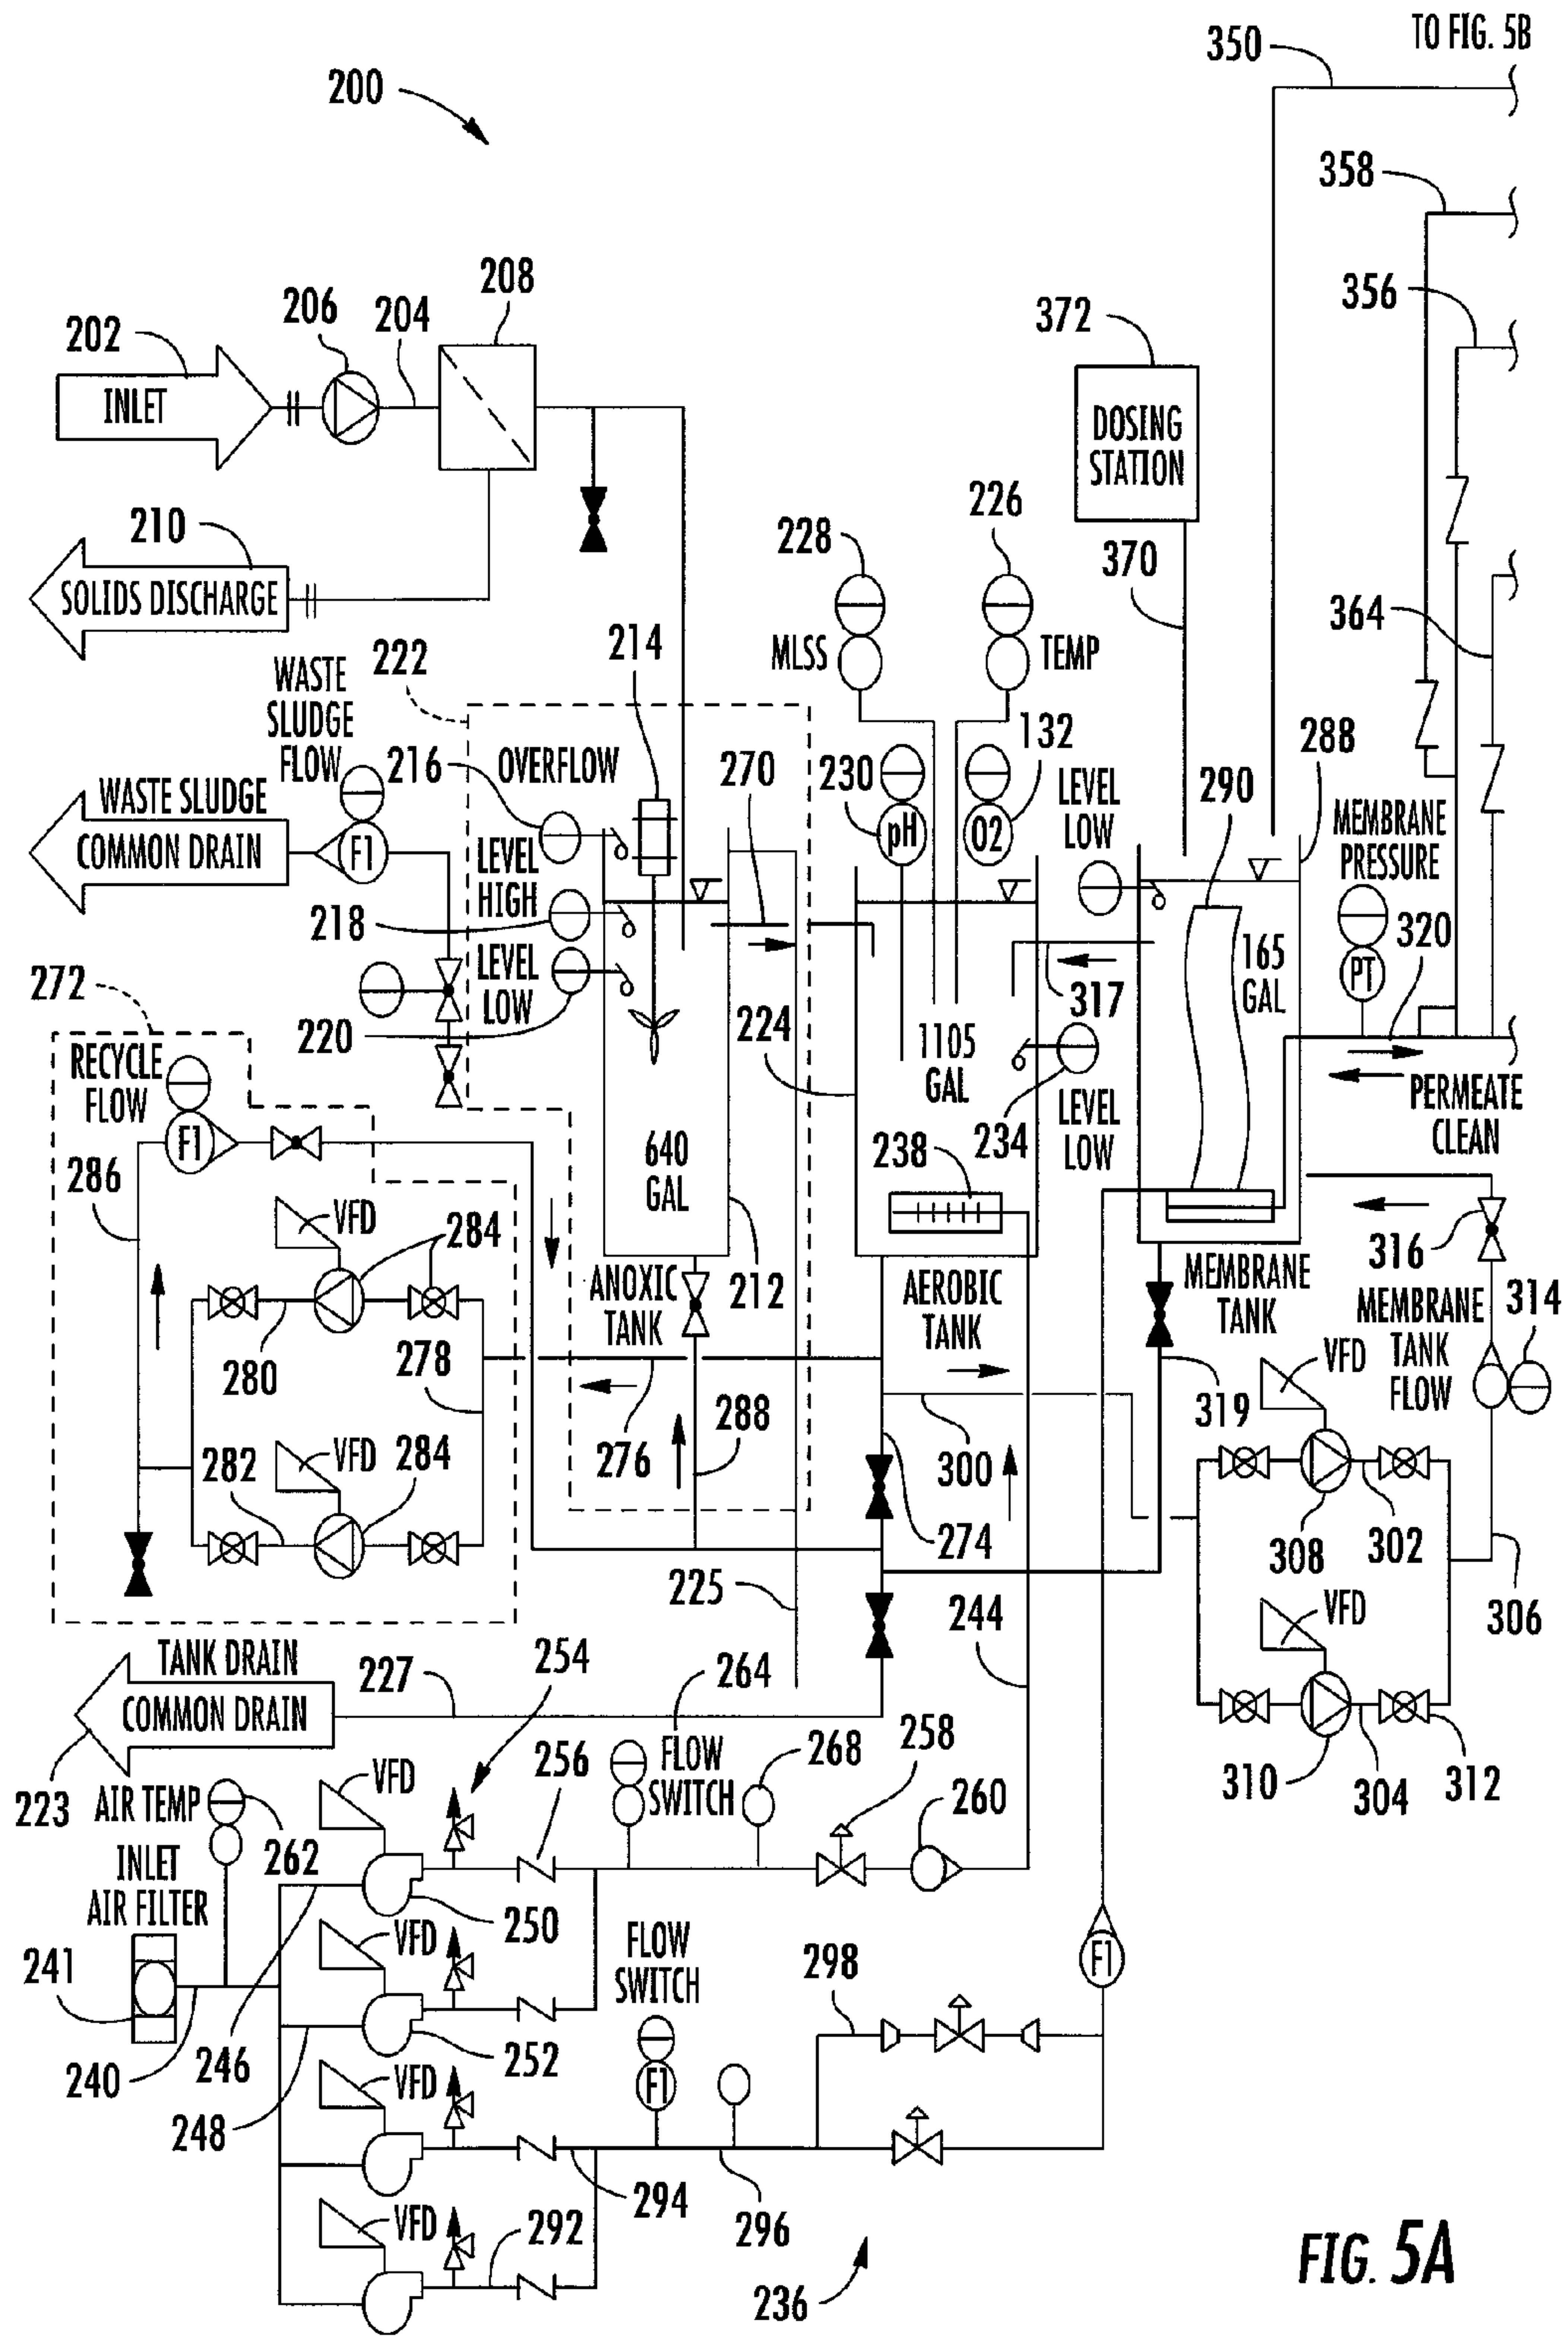 TO FIG. 5B
350
200
358
356
208
206
204
202
372
INLET
DOSING
STATION
210
228
226
370
SOLIDS DISCHARGE
364
WASTE
SLUDGE
FLOW
222
214
MLSS
TEMP
216
OVERFLOW
270
230
132
288
LEVEL
LOW
290
WASTE SLUDGE
COMMON DRAIN
F1
pH
O2
MEMBRANE
PRESSURE
LEVEL
HIGH
218
320
165
GAL
PT
272
LEVEL
LOW
317
220
224
1105
GAL
RECYCLE
FLOW
F1
234
LEVEL
LOW
PERMEATE
CLEAN
286
640
GAL
238
VFD
284
316
ANOXIC
TANK
212
AEROBIC
TANK
MEMBRANE
TANK
MEMBRANE
TANK
FLOW
314
280
278
VFD
288
319
276
300
282
VFD
284
274
308
302
225
244
VFD
306
TANK DRAIN
COMMON DRAIN
227
254
264
223
AIR TEMP
VFD
256
FLOW
SWITCH
268
258
260
310
304
312
262
INLET
AIR FILTER
250
241
VFD
FLOW
SWITCH
298
F1
240
246
252
248
VFD
F1
294
296
VFD
292
236
FIG. 5A